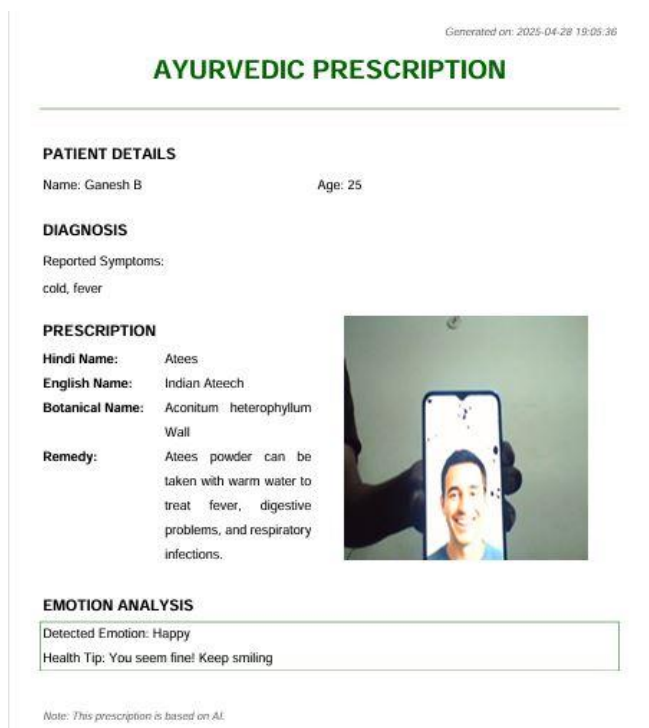 Generated on: 2025-04-28 19:05:36
AYURVEDIC PRESCRIPTION
PATIENT DETAILS
Name: Ganesh B Age: 25
DIAGNOSIS
Reported Symptoms:
cold, fever
PRESCRIPTION
Hindi Name: Atees
English Name: Indian Ateech
Botanical Name: Aconitum heterophyllum
Wall
Remedy: Atees powder can be
taken with warm water to
treat fever, digestive
problems, and respiratory
infections.
EMOTION ANALYSIS
Detected Emotion: Happy
Health Tip: You seem fine! Keep smiling
Note: This prescription is based on AI.